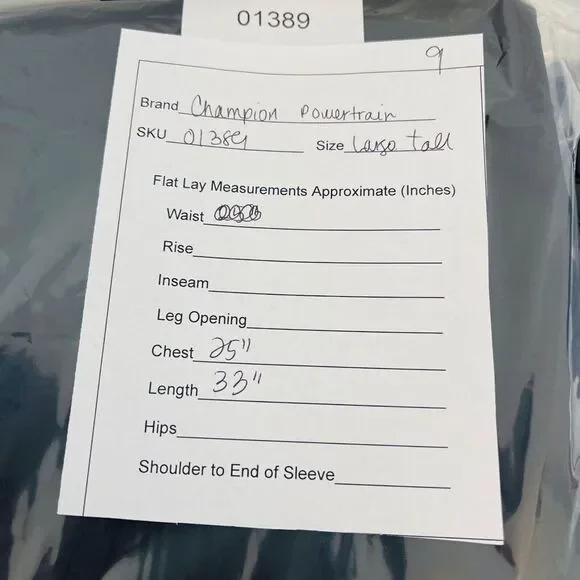 01389
9
Brand Champion Powertrain
SKU 01389 Size Large Tall
Flat Lay Measurements Approximate (Inches)
Waist
Rise
Inseam
Leg Opening
Chest 25"
Length 33"
Hips
Shoulder to End of Sleeve